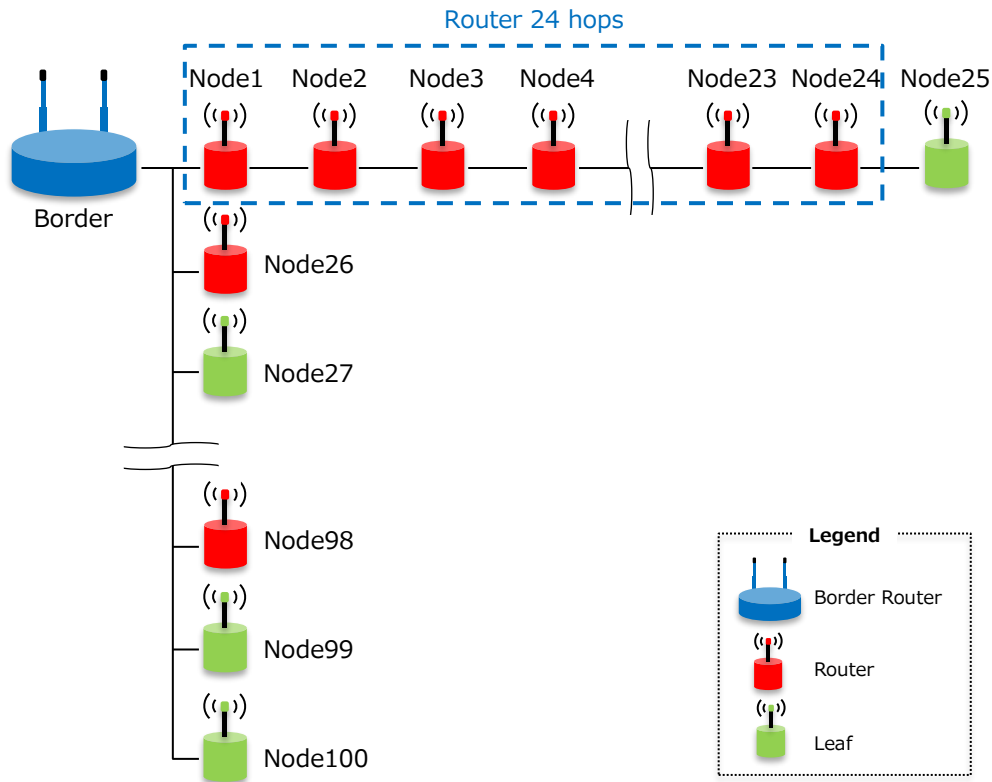 Router 24 hops
Node1
Node2
Node3
Node4
Node23
Node24
Node25
Border
Node26
Node27
Node98
Node99
Node100
Legend
Border Router
Router
Leaf